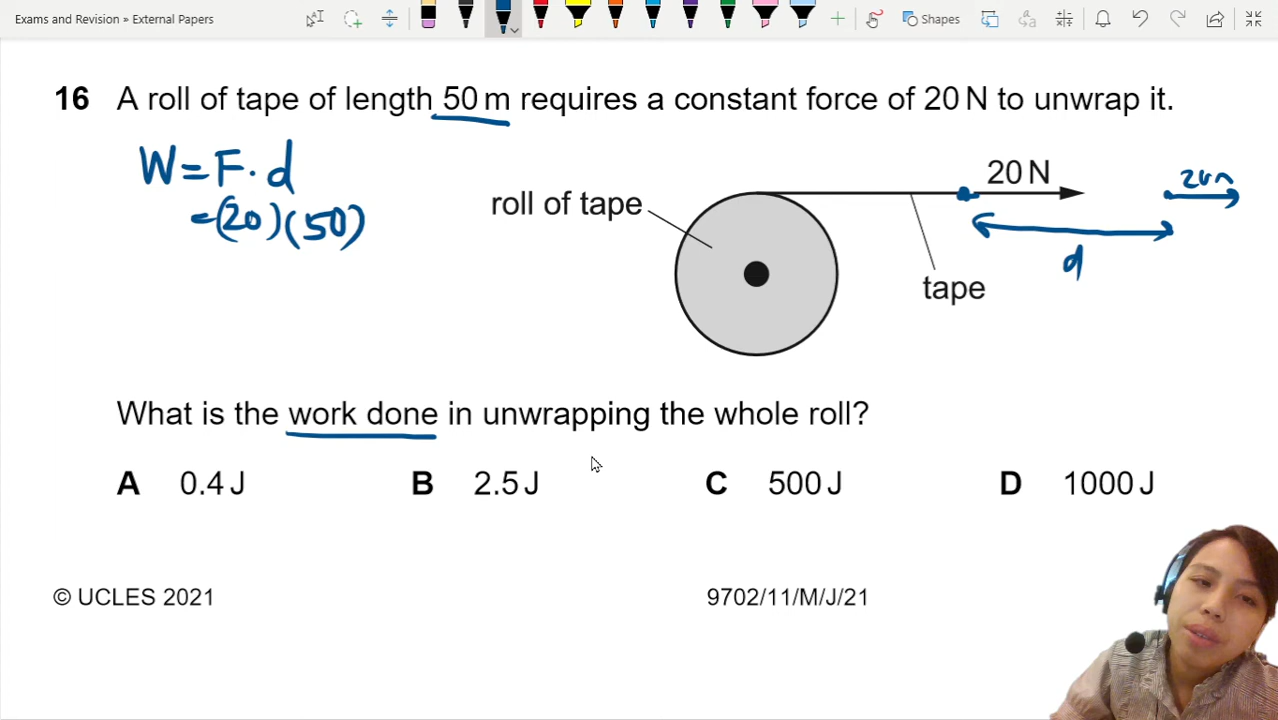 Exams and Revision » External Papers
Shapes
16 A roll of tape of length 50 m requires a constant force of 20 N to unwrap it.
W = F · d
= (20)(50)
20 N
roll of tape
tape
d
What is the work done in unwrapping the whole roll?
A 0.4 J B 2.5 J C 500 J D 1000 J
© UCLES 2021 9702/11/M/J/21